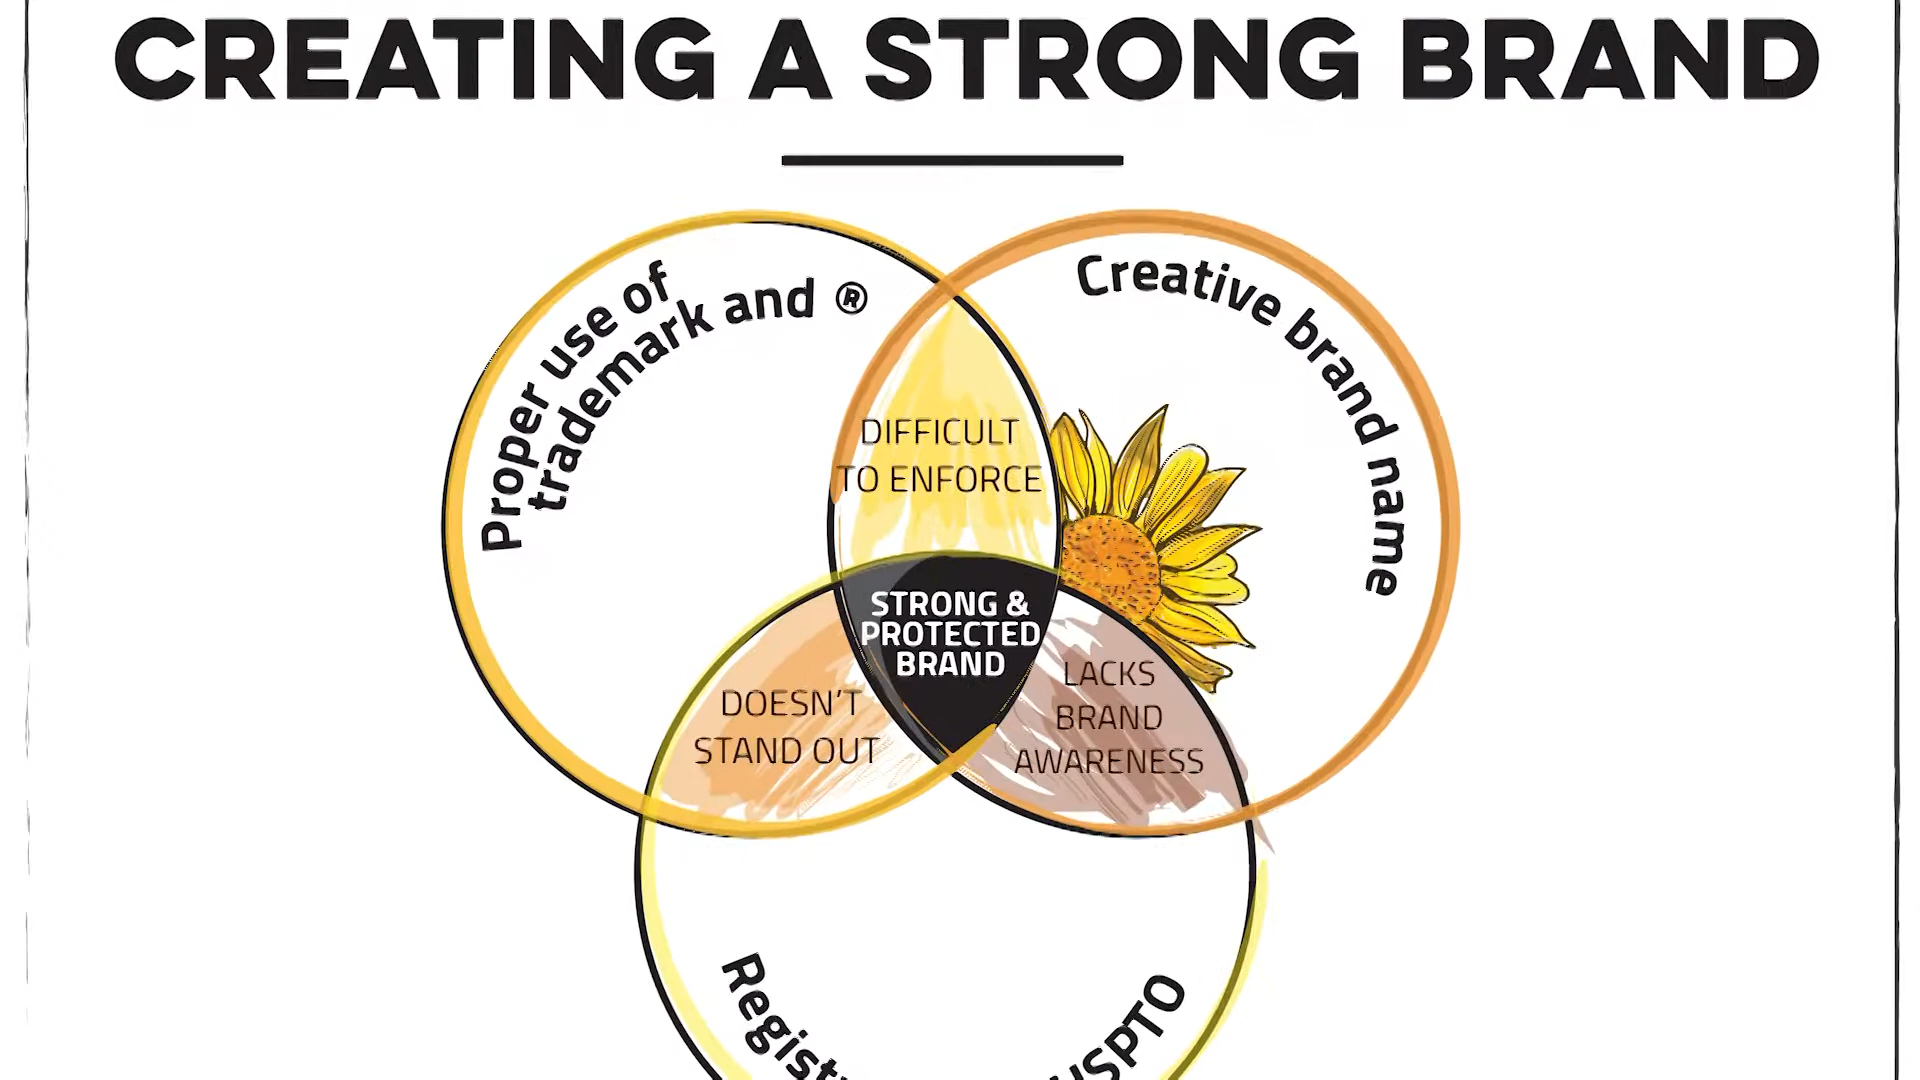 CREATING A STRONG BRAND
Proper use of
trademark and ®
Creative brand name
DIFFICULT
TO ENFORCE
STRONG &
PROTECTED
BRAND
DOESN'T
STAND OUT
LACKS
BRAND
AWARENESS
USPTO